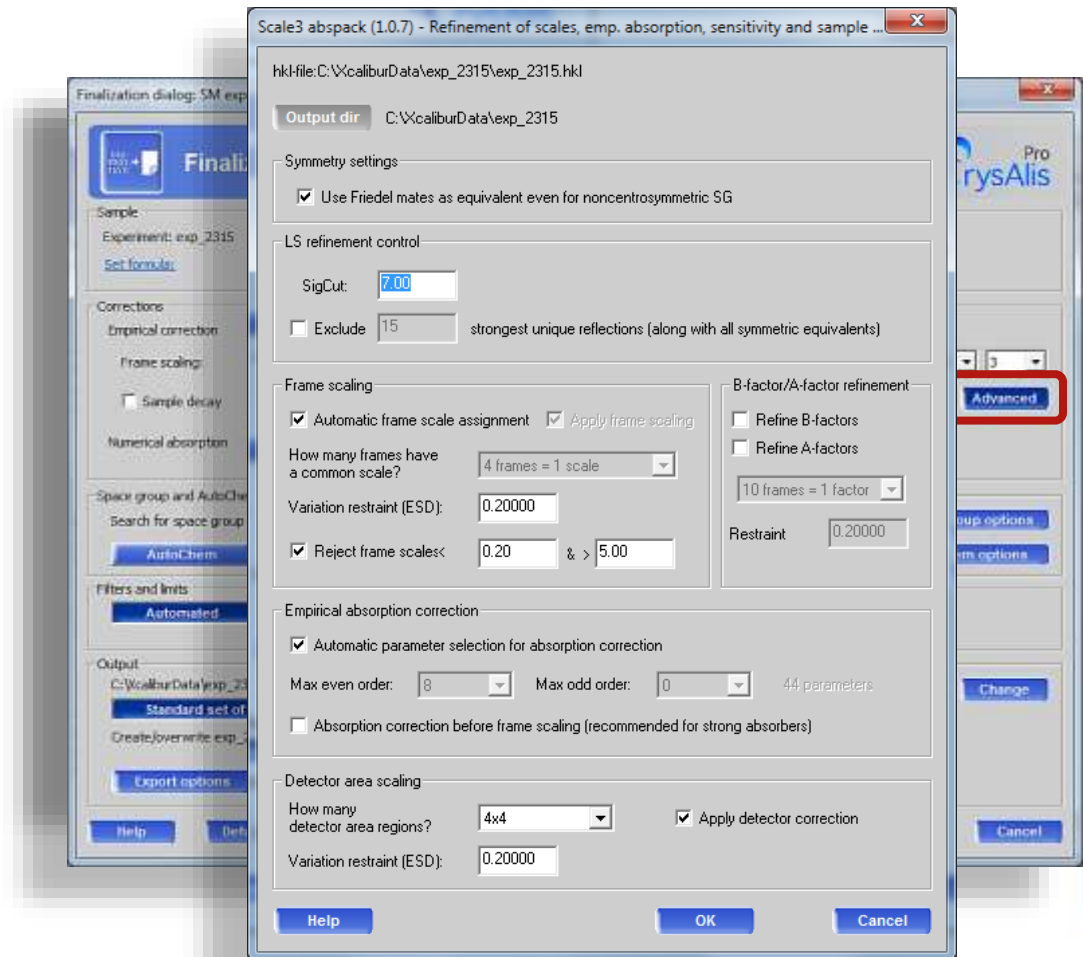 Scale3 abspack (1.0.7) - Refinement of scales, emp. absorption, sensitivity and sample ...
hkl-file:C:\XcaliburData\exp_2315\exp_2315.hkl
Output dir C:\XcaliburData\exp_2315
Symmetry settings
Use Friedel mates as equivalent even for noncentrosymmetric SG
LS refinement control
SigCut: 7.00
Exclude 15 strongest unique reflections (along with all symmetric equivalents)
Frame scaling
Automatic frame scale assignment Apply frame scaling
How many frames have
a common scale? 4 frames = 1 scale
Variation restraint (ESD): 0.20000
Reject frame scales< 0.20 & > 5.00
B-factor/A-factor refinement
Refine B-factors
Refine A-factors
10 frames = 1 factor
Restraint 0.20000
Empirical absorption correction
Automatic parameter selection for absorption correction
Max even order: 8 Max odd order: 0 44 parameters
Absorption correction before frame scaling (recommended for strong absorbers)
Detector area scaling
How many
detector area regions? 4x4 Apply detector correction
Variation restraint (ESD): 0.20000
Help OK Cancel
Finalization dialog: SM exp
Finali
Pro
rysAlis
Sample
Experiment: exp_2315
Set formula:
Corrections
Empirical correction
Frame scaling: 3
Sample decay Advanced
Numerical absorption
Space group and AutoChe
Search for space group oup options
AutoChem em options
Filters and limits
Automated
Output
C:\XcaliburData\exp_23 Change
Standard set of
Create/overwrite exp_2
Export options
Help Def Cancel